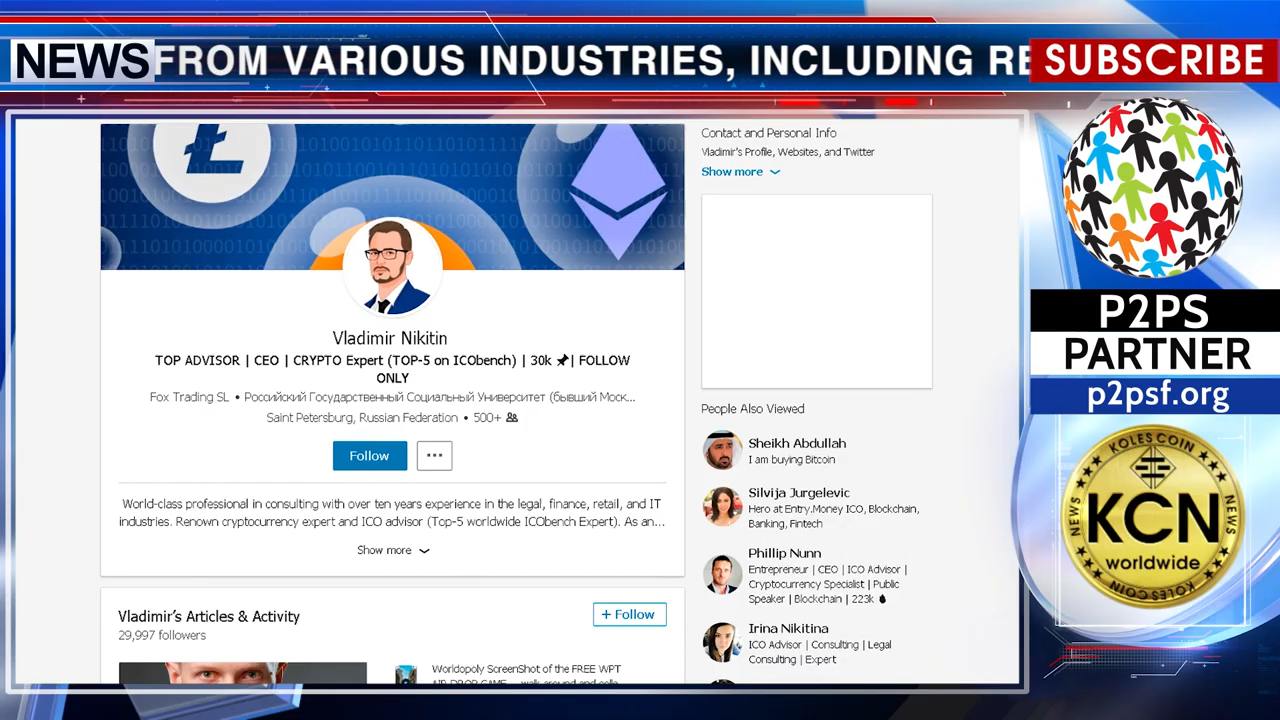 NEWS
FROM VARIOUS INDUSTRIES, INCLUDING RE
SUBSCRIBE
Vladimir Nikitin
TOP ADVISOR | CEO | CRYPTO Expert (TOP-5 on ICObench) | 30k 📌| FOLLOW
ONLY
Fox Trading SL • Российский Государственный Социальный Университет (бывший Моск...
Saint Petersburg, Russian Federation • 500+
Follow
World-class professional in consulting with over ten years experience in the legal, finance, retail, and IT
industries. Renown cryptocurrency expert and ICO advisor (Top-5 worldwide ICObench Expert). As an...
Show more
Vladimir's Articles & Activity
+ Follow
29,997 followers
Worldopoly ScreenShot of the FREE WPT
Contact and Personal Info
Vladimir's Profile, Websites, and Twitter
Show more
People Also Viewed
Sheikh Abdullah
I am buying Bitcoin
Silvija Jurgelevic
Hero at Entry.Money ICO, Blockchain,
Banking, Fintech
Phillip Nunn
Entrepreneur | CEO | ICO Advisor |
Cryptocurrency Specialist | Public
Speaker | Blockchain | 223k
Irina Nikitina
ICO Advisor | Consulting | Legal
Consulting | Expert
P2PS
PARTNER
p2psf.org
KOLES COIN
NEWS
KCN
NEWS
worldwide
KOLES COIN